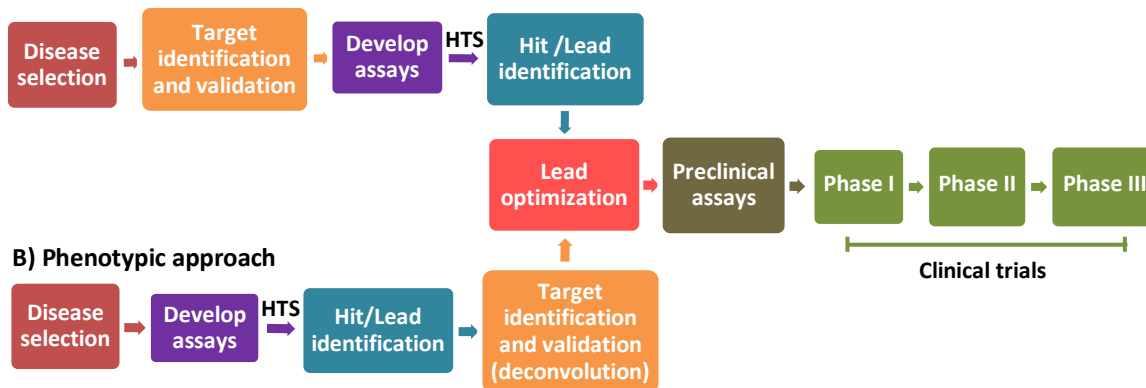 Disease
selection
Target
identification
and validation
Develop
assays
HTS
Hit /Lead
identification
Lead
optimization
Preclinical
assays
Phase I
Phase II
Phase III
Clinical trials
B) Phenotypic approach
Disease
selection
Develop
assays
HTS
Hit/Lead
identification
Target
identification
and validation
(deconvolution)